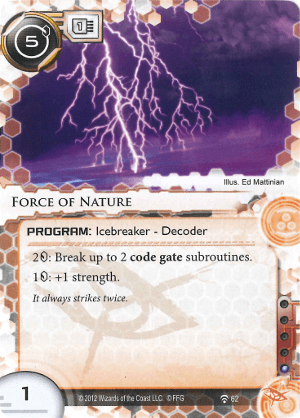 5
1
Illus. Ed Mattinian
FORCE OF NATURE
PROGRAM: Icebreaker - Decoder
2: Break up to 2 code gate subroutines.
1: +1 strength.
It always strikes twice.
1
© 2012 Wizards of the Coast LLC. © FFG
62